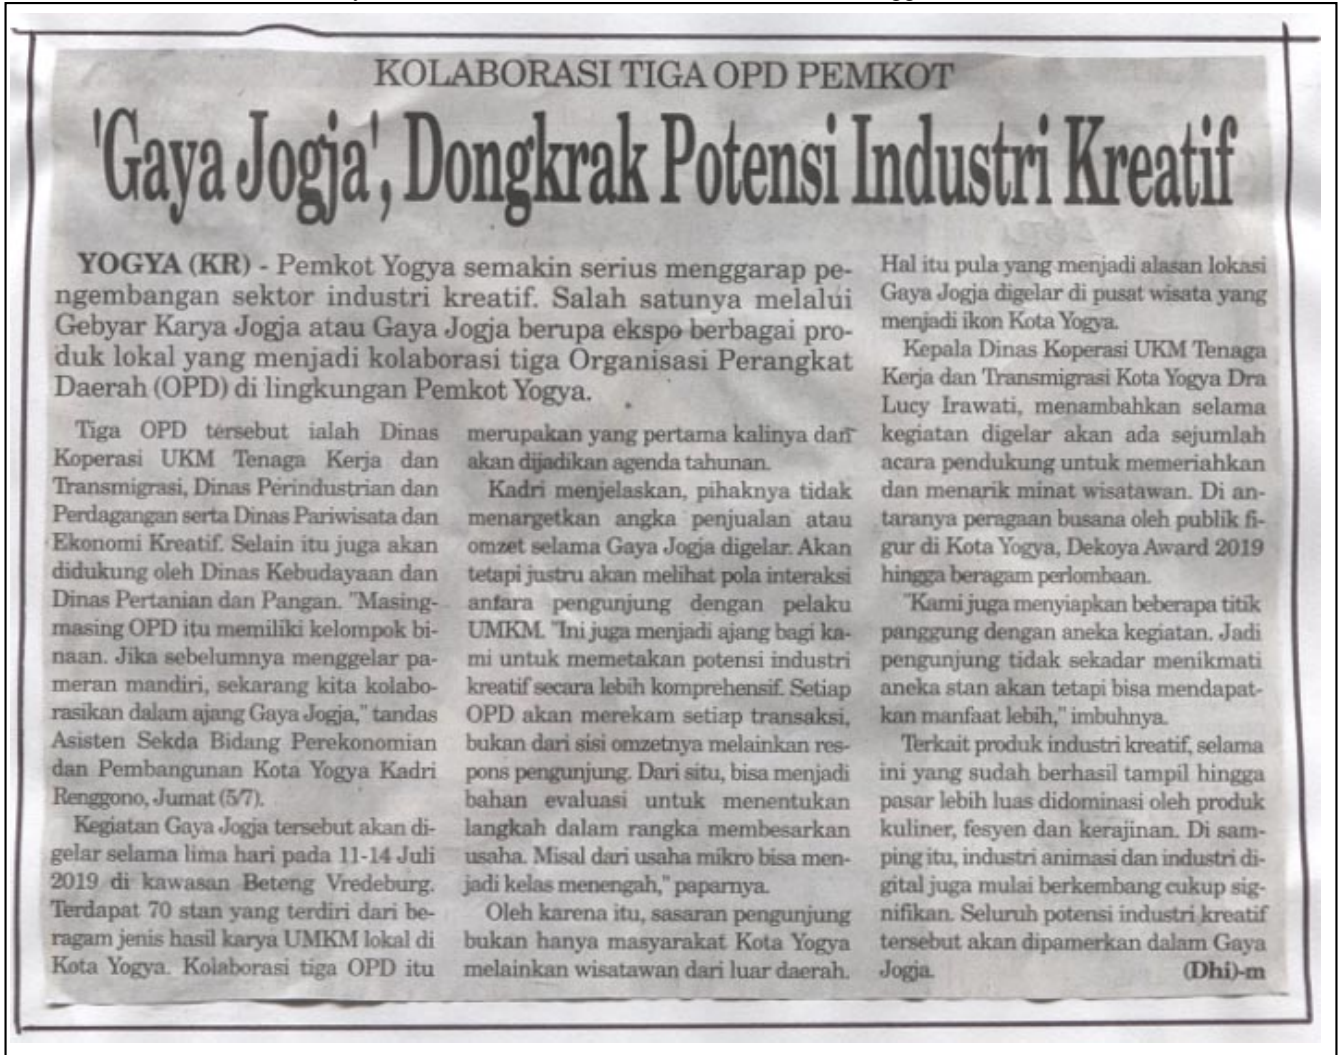 KOLABORASI TIGA OPD PEMKOT
'Gaya Jogja', Dongkrak Potensi Industri Kreatif
YOGYA (KR) - Pemkot Yogya semakin serius menggarap pe-
ngembangan sektor industri kreatif. Salah satunya melalui
Gebyar Karya Jogja atau Gaya Jogja berupa ekspo berbagai pro-
duk lokal yang menjadi kolaborasi tiga Organisasi Perangkat
Daerah (OPD) di lingkungan Pemkot Yogya.
Tiga OPD tersebut ialah Dinas
Koperasi UKM Tenaga Kerja dan
Transmigrasi, Dinas Perindustrian dan
Perdagangan serta Dinas Pariwisata dan
Ekonomi Kreatif. Selain itu juga akan
didukung oleh Dinas Kebudayaan dan
Dinas Pertanian dan Pangan. "Masing-
masing OPD itu memiliki kelompok bi-
naan. Jika sebelumnya menggelar pa-
meran mandiri, sekarang kita kolabo-
rasikan dalam ajang Gaya Jogja," tandas
Asisten Sekda Bidang Perekonomian
dan Pembangunan Kota Yogya Kadri
Renggono, Jumat (5/7).
Kegiatan Gaya Jogja tersebut akan di-
gelar selama lima hari pada 11-14 Juli
2019 di kawasan Beteng Vredeburg.
Terdapat 70 stan yang terdiri dari be-
ragam jenis hasil karya UMKM lokal di
Kota Yogya. Kolaborasi tiga OPD itu
merupakan yang pertama kalinya dan
akan dijadikan agenda tahunan.
Kadri menjelaskan, pihaknya tidak
menargetkan angka penjualan atau
omzet selama Gaya Jogja digelar. Akan
tetapi justru akan melihat pola interaksi
antara pengunjung dengan pelaku
UMKM. "Ini juga menjadi ajang bagi ka-
mi untuk memetakan potensi industri
kreatif secara lebih komprehensif. Setiap
OPD akan merekam setiap transaksi,
bukan dari sisi omzetnya melainkan res-
pons pengunjung. Dari situ, bisa menjadi
bahan evaluasi untuk menentukan
langkah dalam rangka membesarkan
usaha. Misal dari usaha mikro bisa men-
jadi kelas menengah," paparnya.
Oleh karena itu, sasaran pengunjung
bukan hanya masyarakat Kota Yogya
melainkan wisatawan dari luar daerah.
Hal itu pula yang menjadi alasan lokasi
Gaya Jogja digelar di pusat wisata yang
menjadi ikon Kota Yogya.
Kepala Dinas Koperasi UKM Tenaga
Kerja dan Transmigrasi Kota Yogya Dra
Lucy Irawati, menambahkan selama
kegiatan digelar akan ada sejumlah
acara pendukung untuk memeriahkan
dan menarik minat wisatawan. Di an-
taranya peragaan busana oleh publik fi-
gur di Kota Yogya, Dekoya Award 2019
hingga beragam perlombaan.
"Kami juga menyiapkan beberapa titik
panggung dengan aneka kegiatan. Jadi
pengunjung tidak sekadar menikmati
aneka stan akan tetapi bisa mendapat-
kan manfaat lebih," imbuhnya.
Terkait produk industri kreatif, selama
ini yang sudah berhasil tampil hingga
pasar lebih luas didominasi oleh produk
kuliner, fesyen dan kerajinan. Di sam-
ping itu, industri animasi dan industri di-
gital juga mulai berkembang cukup sig-
nifikan. Seluruh potensi industri kreatif
tersebut akan dipamerkan dalam Gaya
Jogja. (Dhi)-m